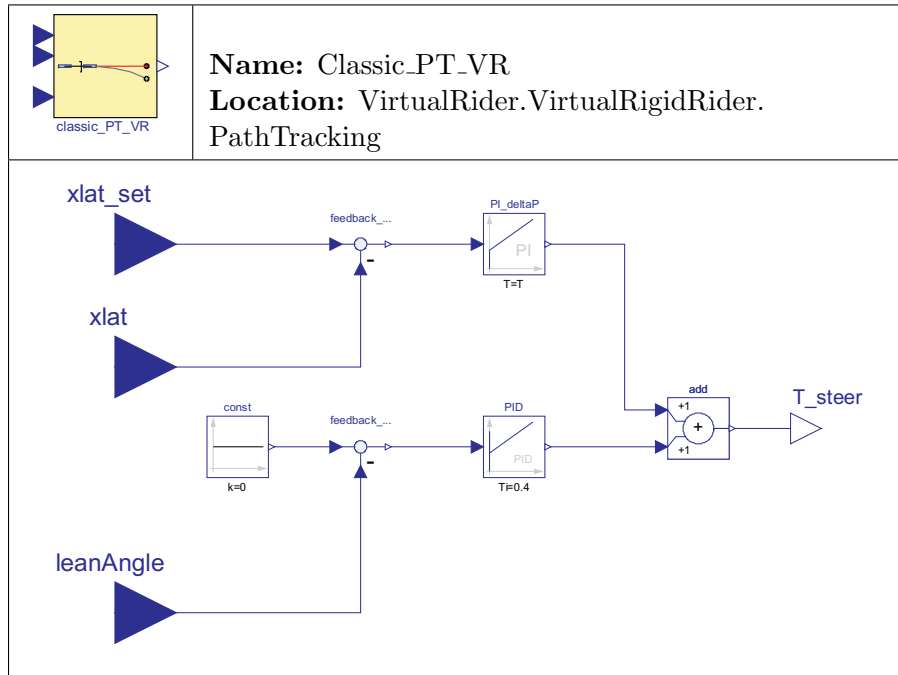 classic_PT_VR
Name: Classic_PT_VR
Location: VirtualRider.VirtualRigidRider.
PathTracking
xlat_set
feedback_...
PI_deltaP
PI
T=T
-
xlat
const
k=0
feedback_...
-
PID
PID
Ti=0.4
add
+1
+
+1
T_steer
leanAngle